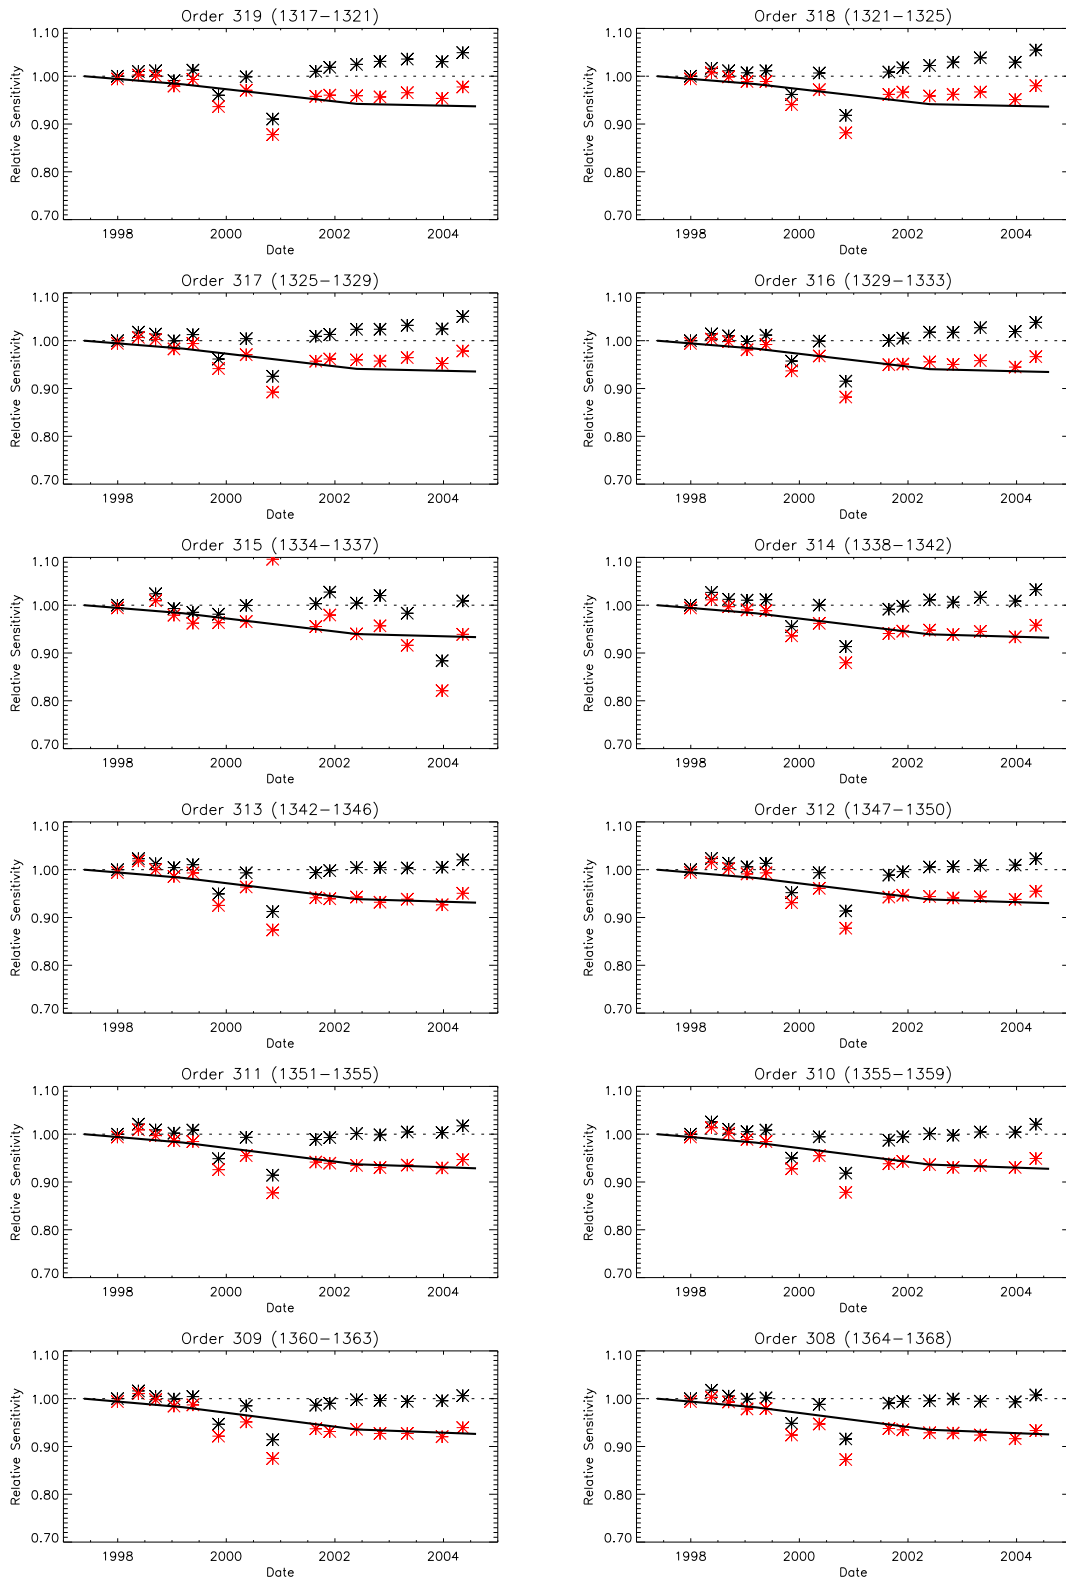 Order 319 (1317-1321)
Relative Sensitivity
1.10
1.00
0.90
0.80
0.70
1998 2000 2002 2004
Date
Order 318 (1321-1325)
Relative Sensitivity
1.10
1.00
0.90
0.80
0.70
1998 2000 2002 2004
Date
Order 317 (1325-1329)
Relative Sensitivity
1.10
1.00
0.90
0.80
0.70
1998 2000 2002 2004
Date
Order 316 (1329-1333)
Relative Sensitivity
1.10
1.00
0.90
0.80
0.70
1998 2000 2002 2004
Date
Order 315 (1334-1337)
Relative Sensitivity
1.10
1.00
0.90
0.80
0.70
1998 2000 2002 2004
Date
Order 314 (1338-1342)
Relative Sensitivity
1.10
1.00
0.90
0.80
0.70
1998 2000 2002 2004
Date
Order 313 (1342-1346)
Relative Sensitivity
1.10
1.00
0.90
0.80
0.70
1998 2000 2002 2004
Date
Order 312 (1347-1350)
Relative Sensitivity
1.10
1.00
0.90
0.80
0.70
1998 2000 2002 2004
Date
Order 311 (1351-1355)
Relative Sensitivity
1.10
1.00
0.90
0.80
0.70
1998 2000 2002 2004
Date
Order 310 (1355-1359)
Relative Sensitivity
1.10
1.00
0.90
0.80
0.70
1998 2000 2002 2004
Date
Order 309 (1360-1363)
Relative Sensitivity
1.10
1.00
0.90
0.80
0.70
1998 2000 2002 2004
Date
Order 308 (1364-1368)
Relative Sensitivity
1.10
1.00
0.90
0.80
0.70
1998 2000 2002 2004
Date